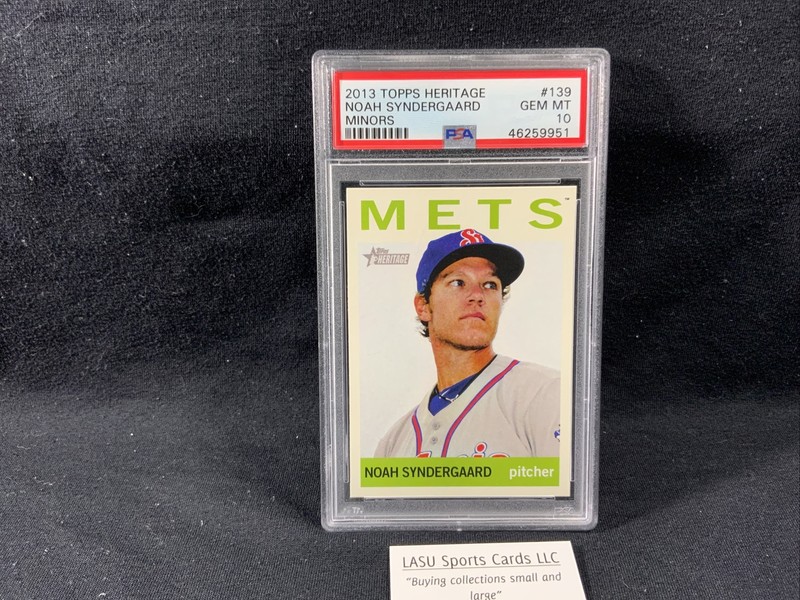 2013 TOPPS HERITAGE #139
NOAH SYNDERGAARD GEM MT
MINORS 10
PSA 46259951
METS™
Topps
HERITAGE
NOAH SYNDERGAARD pitcher
LASU Sports Cards LLC
"Buying collections small and
large"